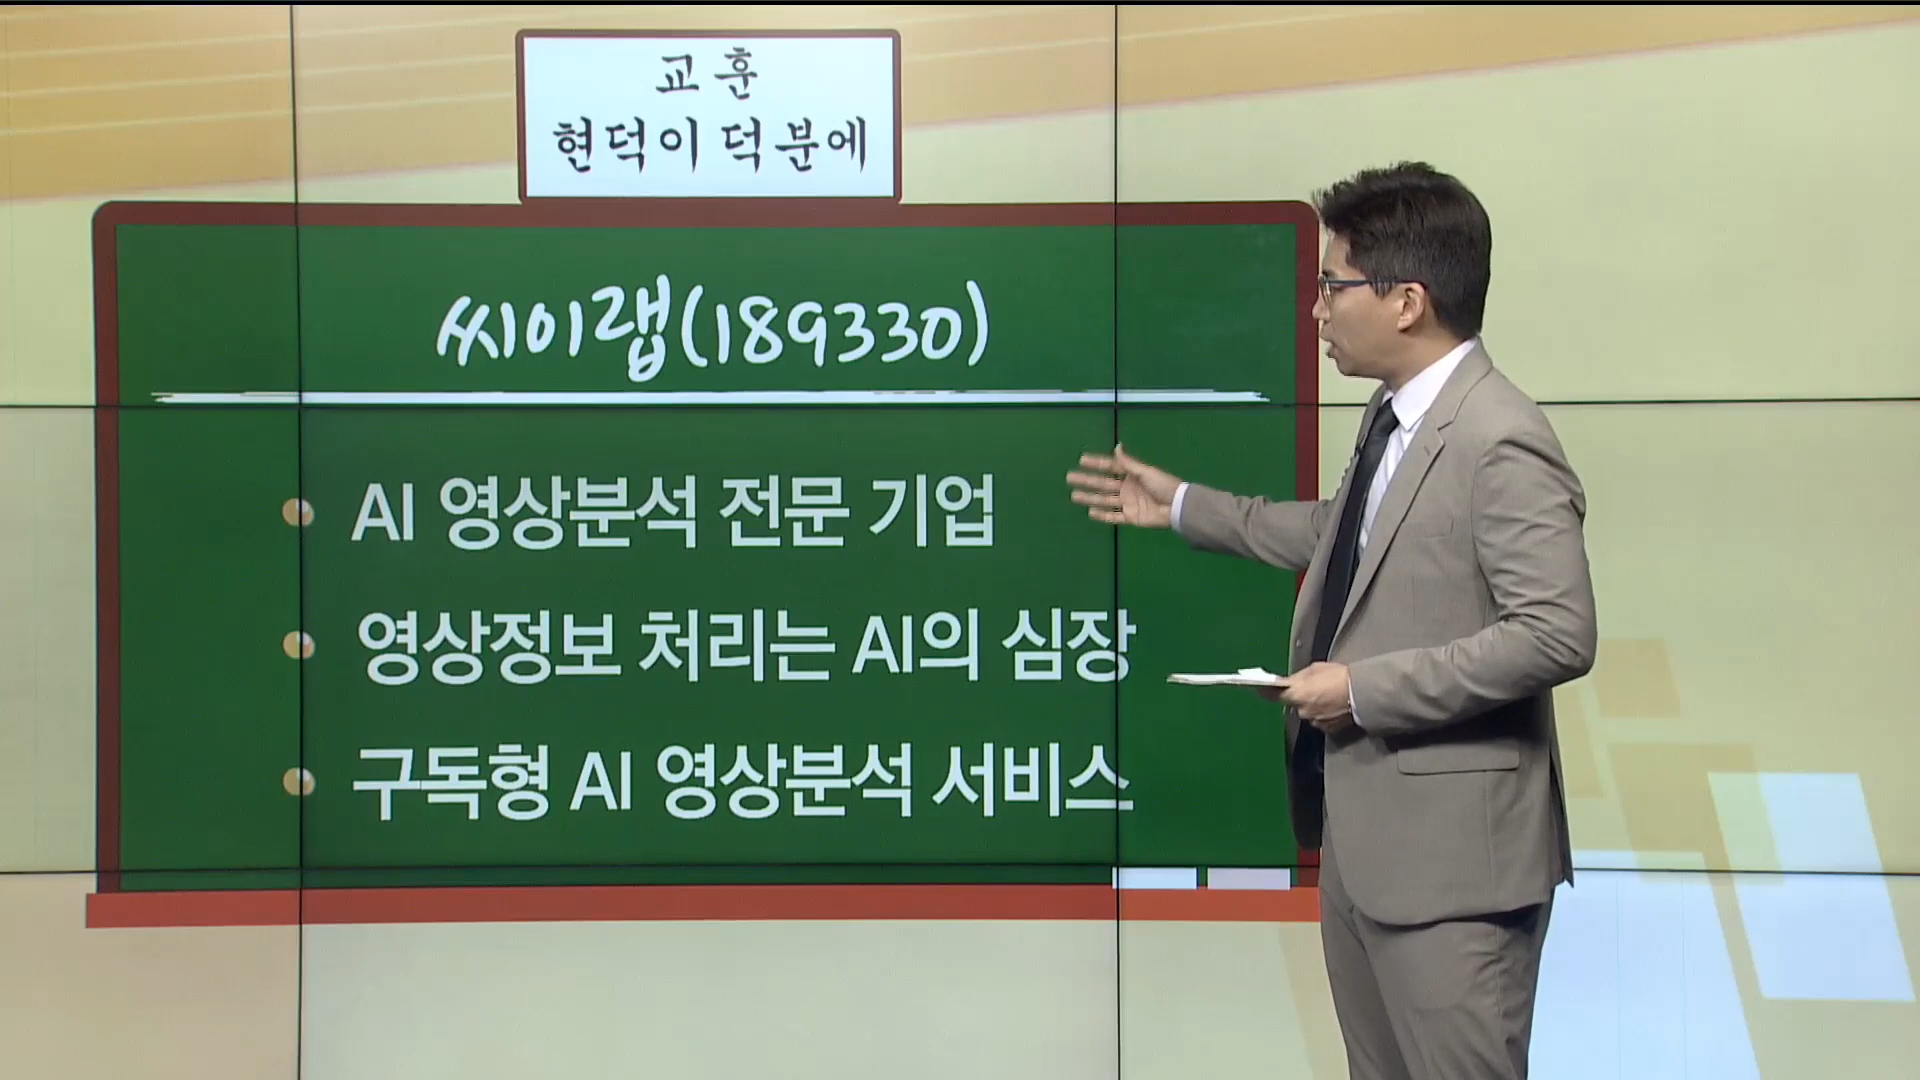 교훈
현덕이 덕분에
씨이랩(189330)
AI 영상분석 전문 기업
영상정보 처리는 AI의 심장
구독형 AI 영상분석 서비스